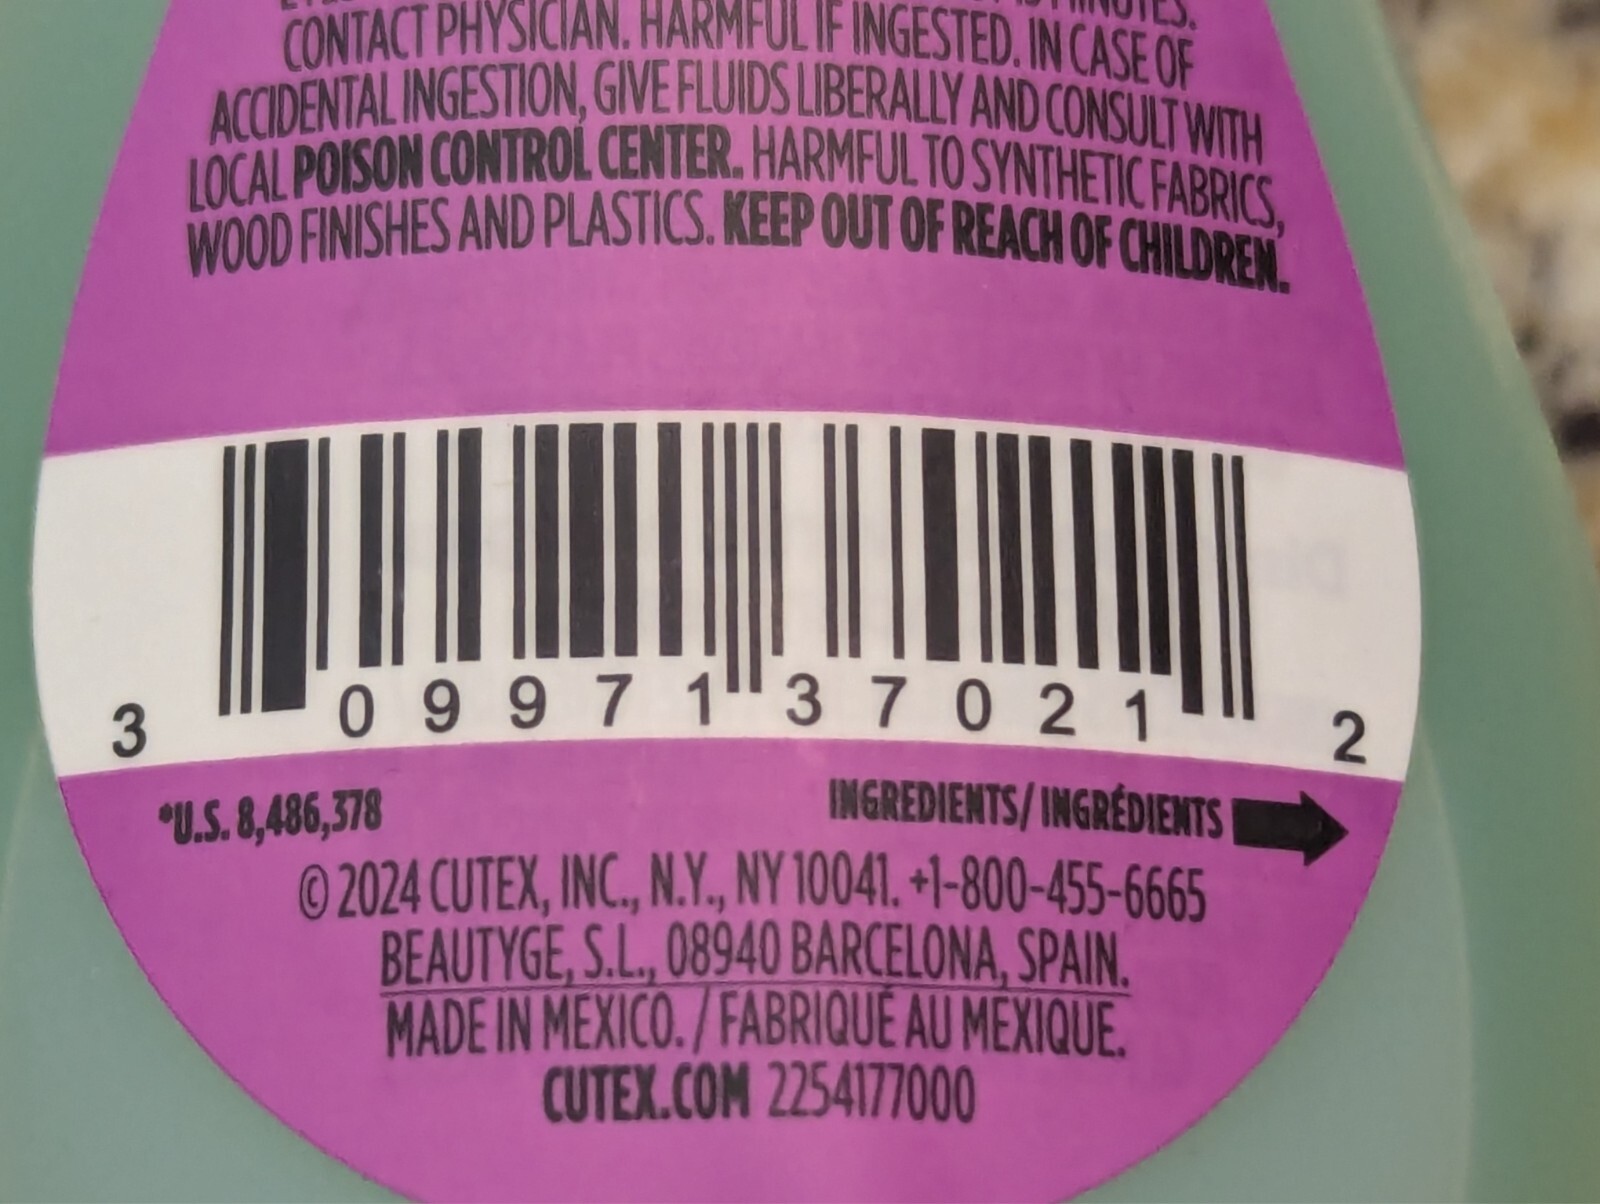 MINUTES.
CONTACT PHYSICIAN. HARMFUL IF INGESTED. IN CASE OF
ACCIDENTAL INGESTION, GIVE FLUIDS LIBERALLY AND CONSULT WITH
LOCAL POISON CONTROL CENTER. HARMFUL TO SYNTHETIC FABRICS,
WOOD FINISHES AND PLASTICS. KEEP OUT OF REACH OF CHILDREN.
3 09971 37021 2
*U.S. 8,486,378
INGREDIENTS/ INGRÉDIENTS
© 2024 CUTEX, INC., N.Y., NY 10041. +1-800-455-6665
BEAUTYGE, S.L., 08940 BARCELONA, SPAIN.
MADE IN MEXICO. / FABRIQUÉ AU MEXIQUE.
CUTEX.COM 2254177000